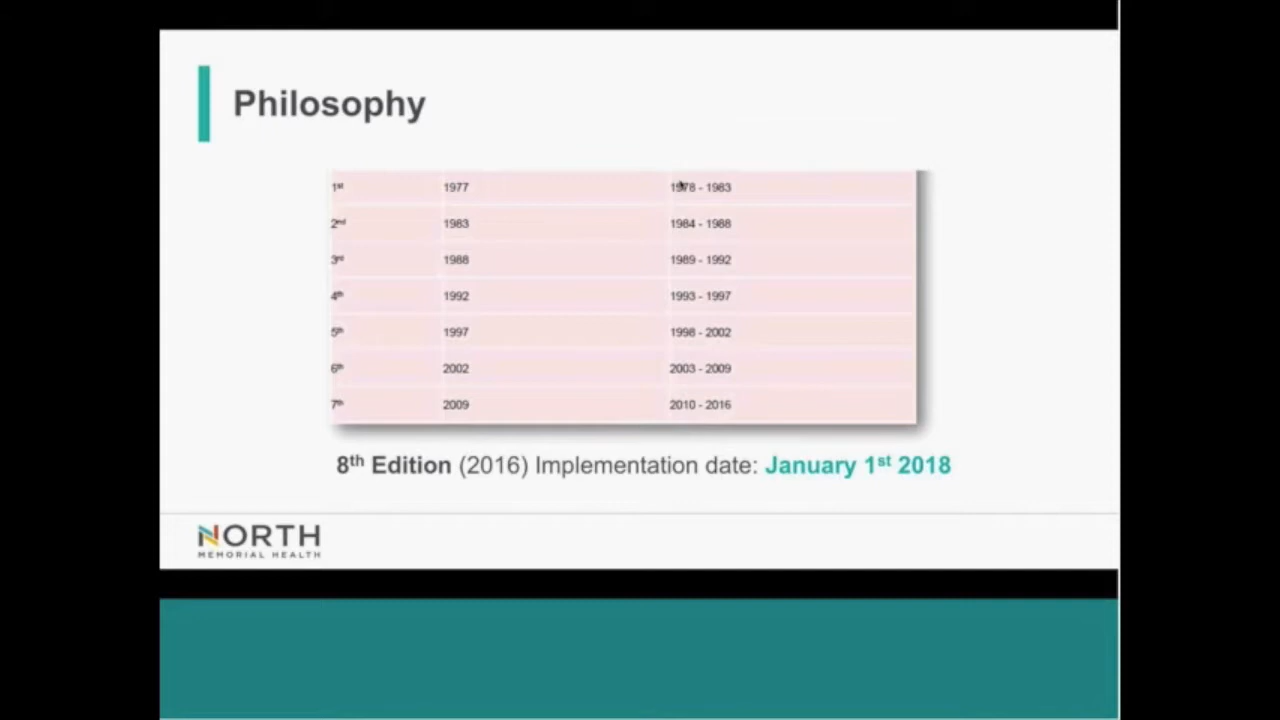 Philosophy
1st 1977 1978 - 1983
2nd 1983 1984 - 1988
3rd 1988 1989 - 1992
4th 1992 1993 - 1997
5th 1997 1998 - 2002
6th 2002 2003 - 2009
7th 2009 2010 - 2016
8th Edition (2016) Implementation date: January 1st 2018
NORTH
MEMORIAL HEALTH